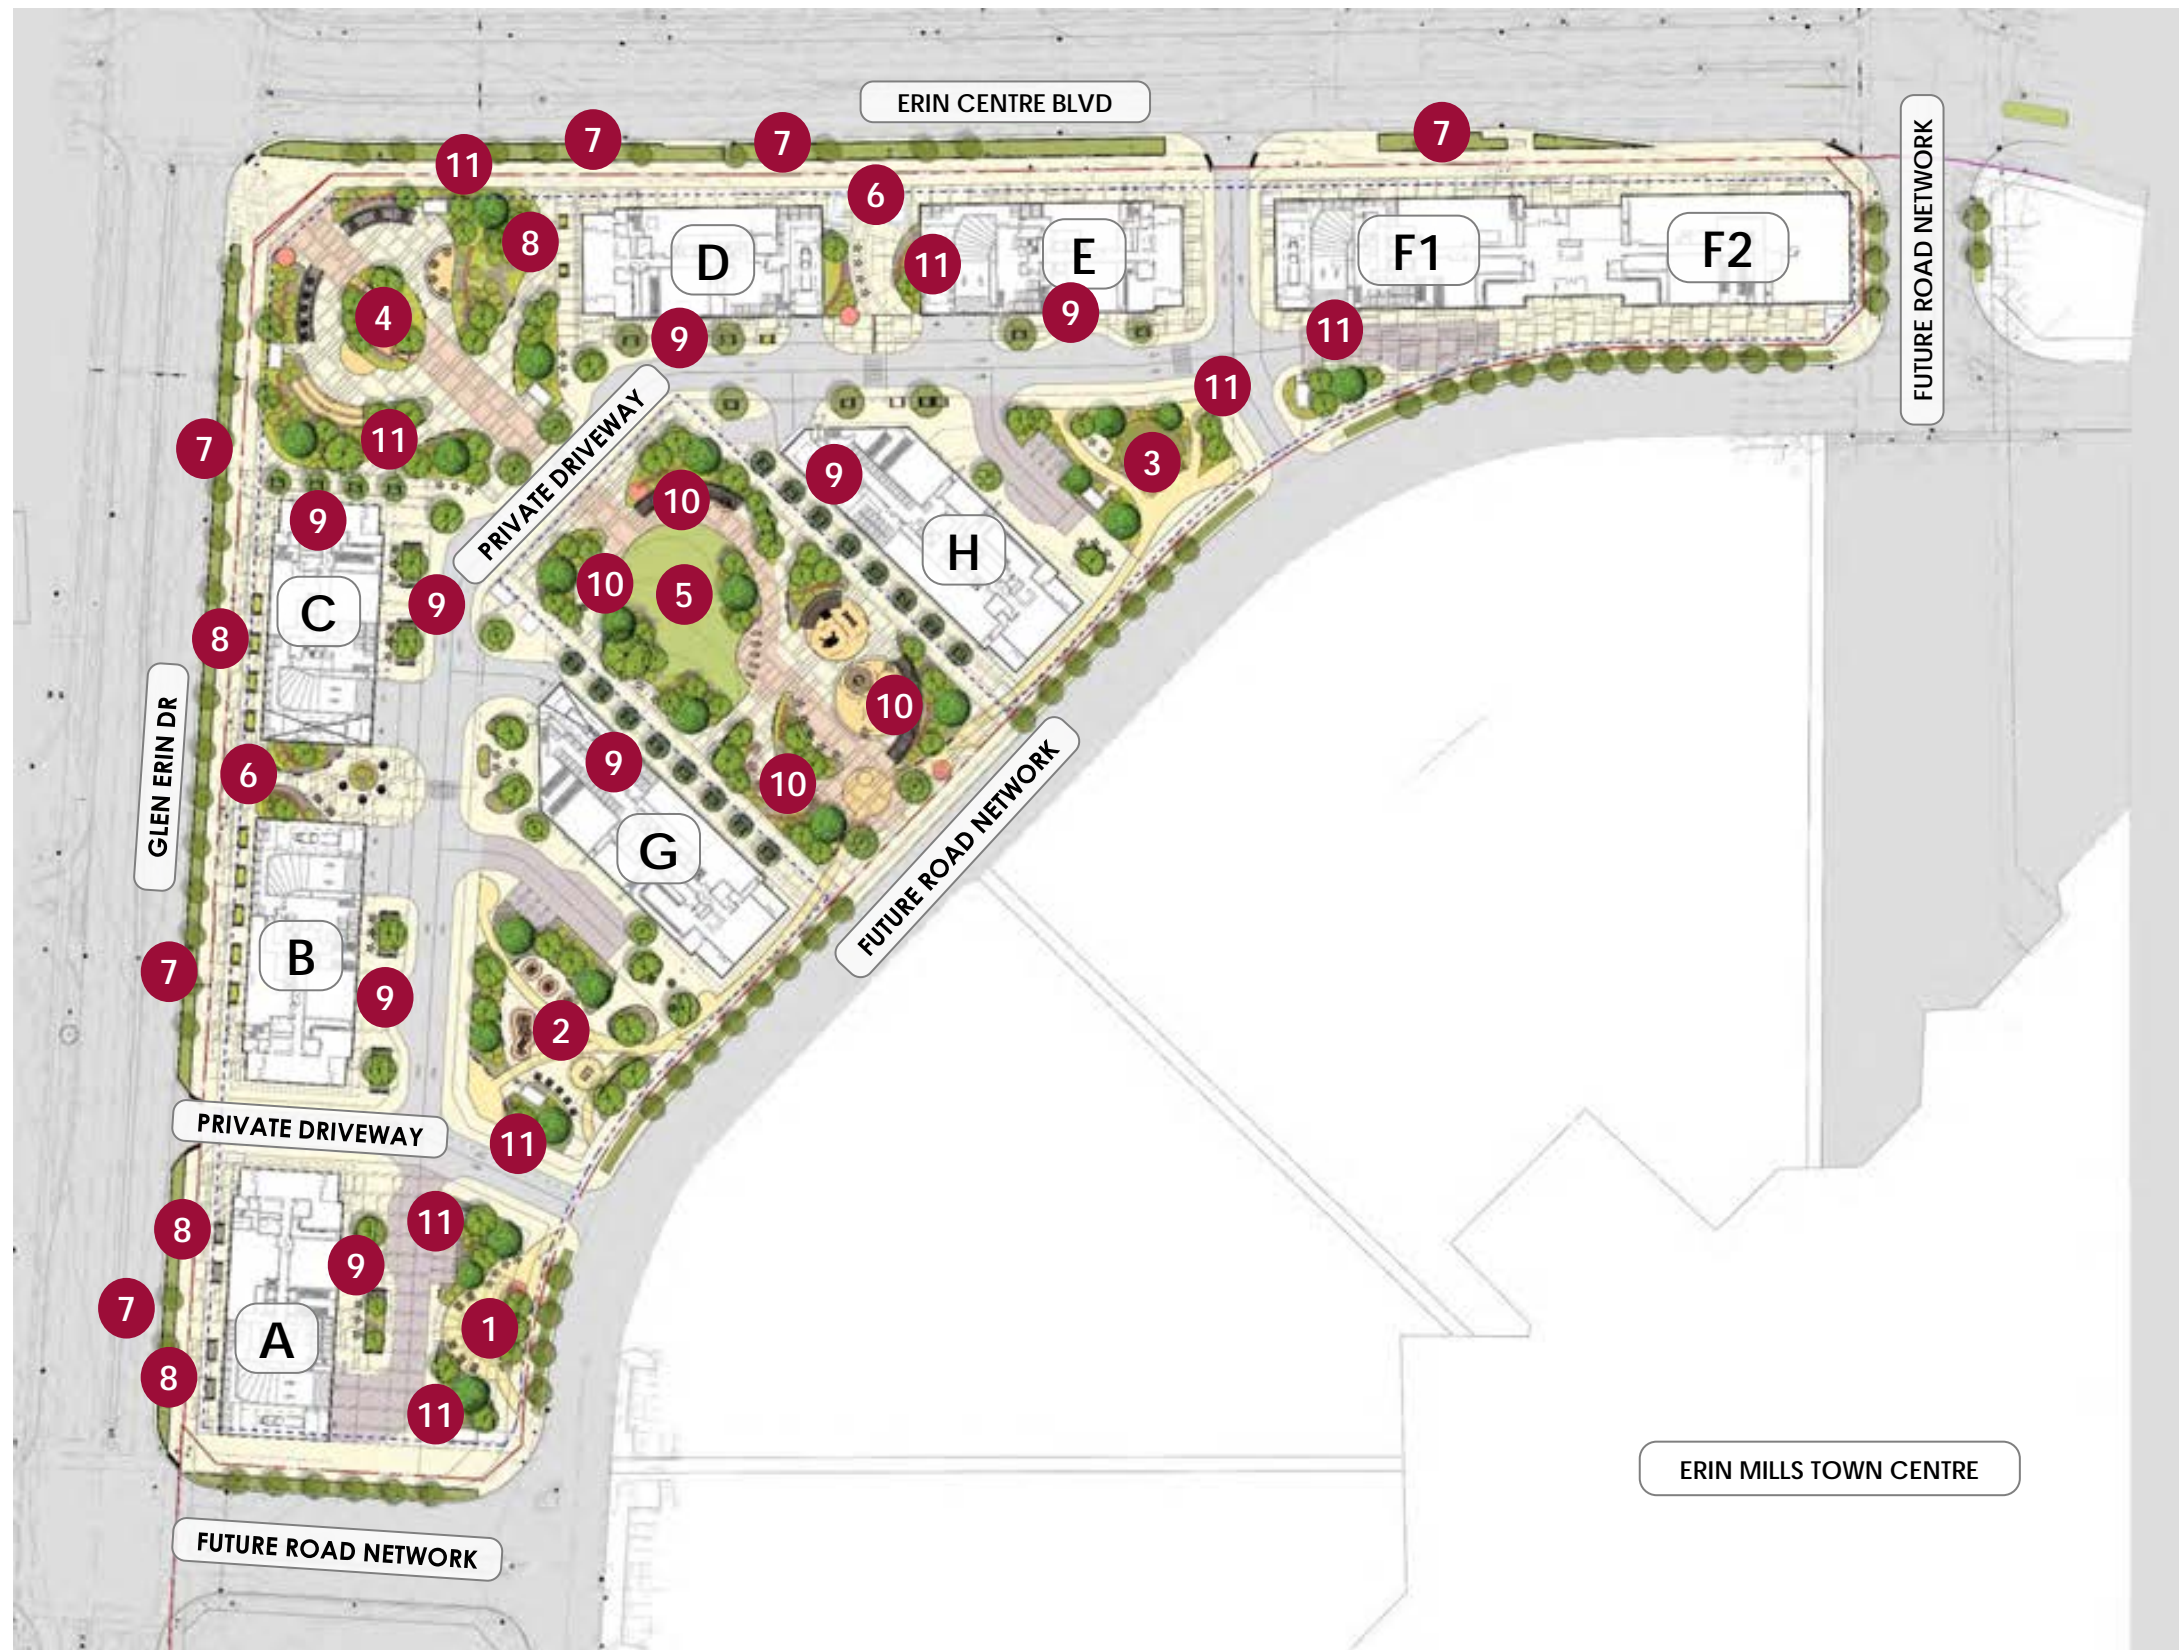 ERIN CENTRE BLVD
7
7
7
11
6
8
D
11
E
F1
F2
FUTURE ROAD NETWORK
4
9
9
11
11
7
11
PRIVATE DRIVEWAY
3
9
10
9
H
C
9
10
5
8
GLEN ERIN DR
10
6
9
10
FUTURE ROAD NETWORK
G
B
7
9
2
PRIVATE DRIVEWAY
11
8
11
9
7
1
A
8
11
ERIN MILLS TOWN CENTRE
FUTURE ROAD NETWORK